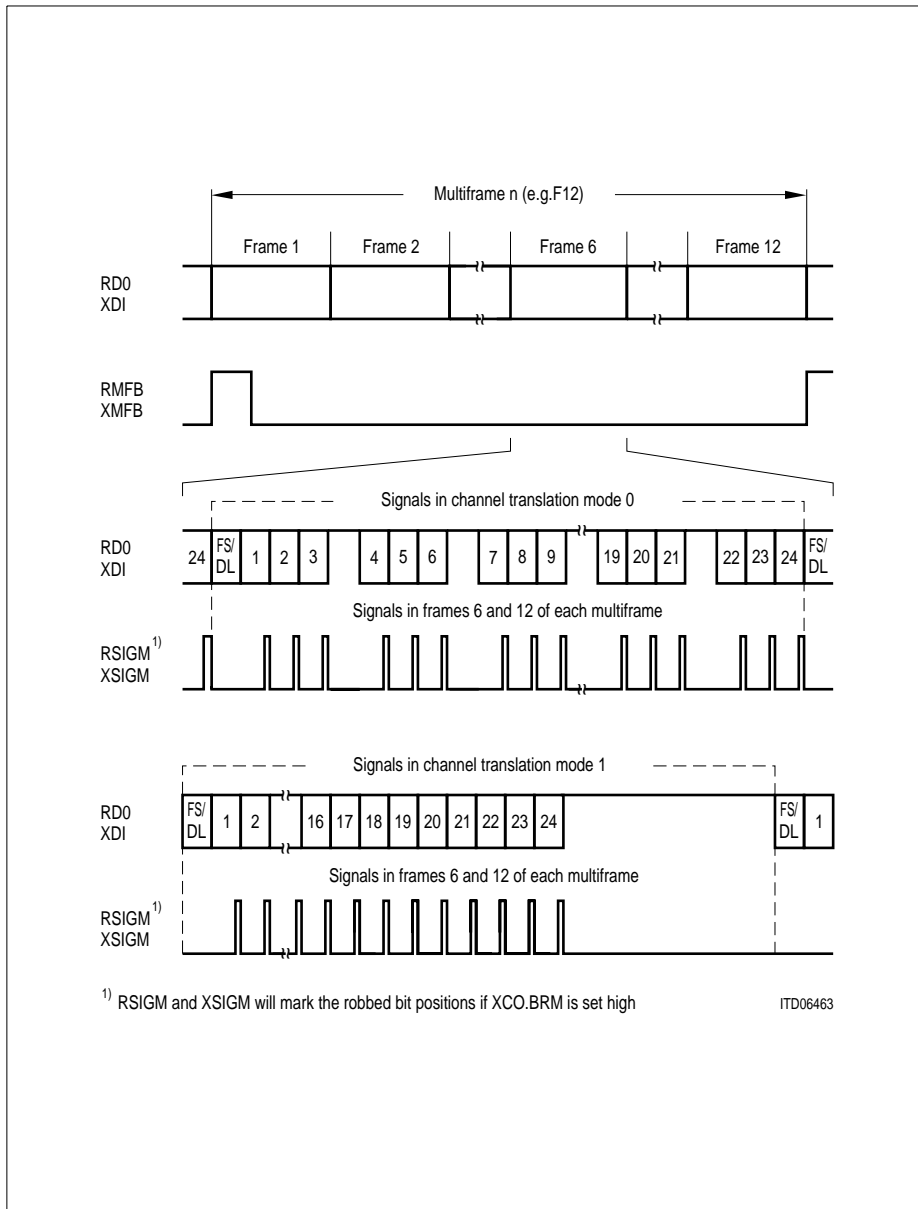 Multiframe n (e.g.F12)
Frame 1 Frame 2 Frame 6 Frame 12
RD0
XDI
RMFB
XMFB
Signals in channel translation mode 0
RD0
XDI
24 FS/DL 1 2 3 4 5 6 7 8 9 19 20 21 22 23 24 FS/DL
Signals in frames 6 and 12 of each multiframe
RSIGM 1)
XSIGM
Signals in channel translation mode 1
RD0
XDI
FS/DL 1 2 16 17 18 19 20 21 22 23 24 FS/DL 1
Signals in frames 6 and 12 of each multiframe
RSIGM 1)
XSIGM
1) RSIGM and XSIGM will mark the robbed bit positions if XCO.BRM is set high
ITD06463